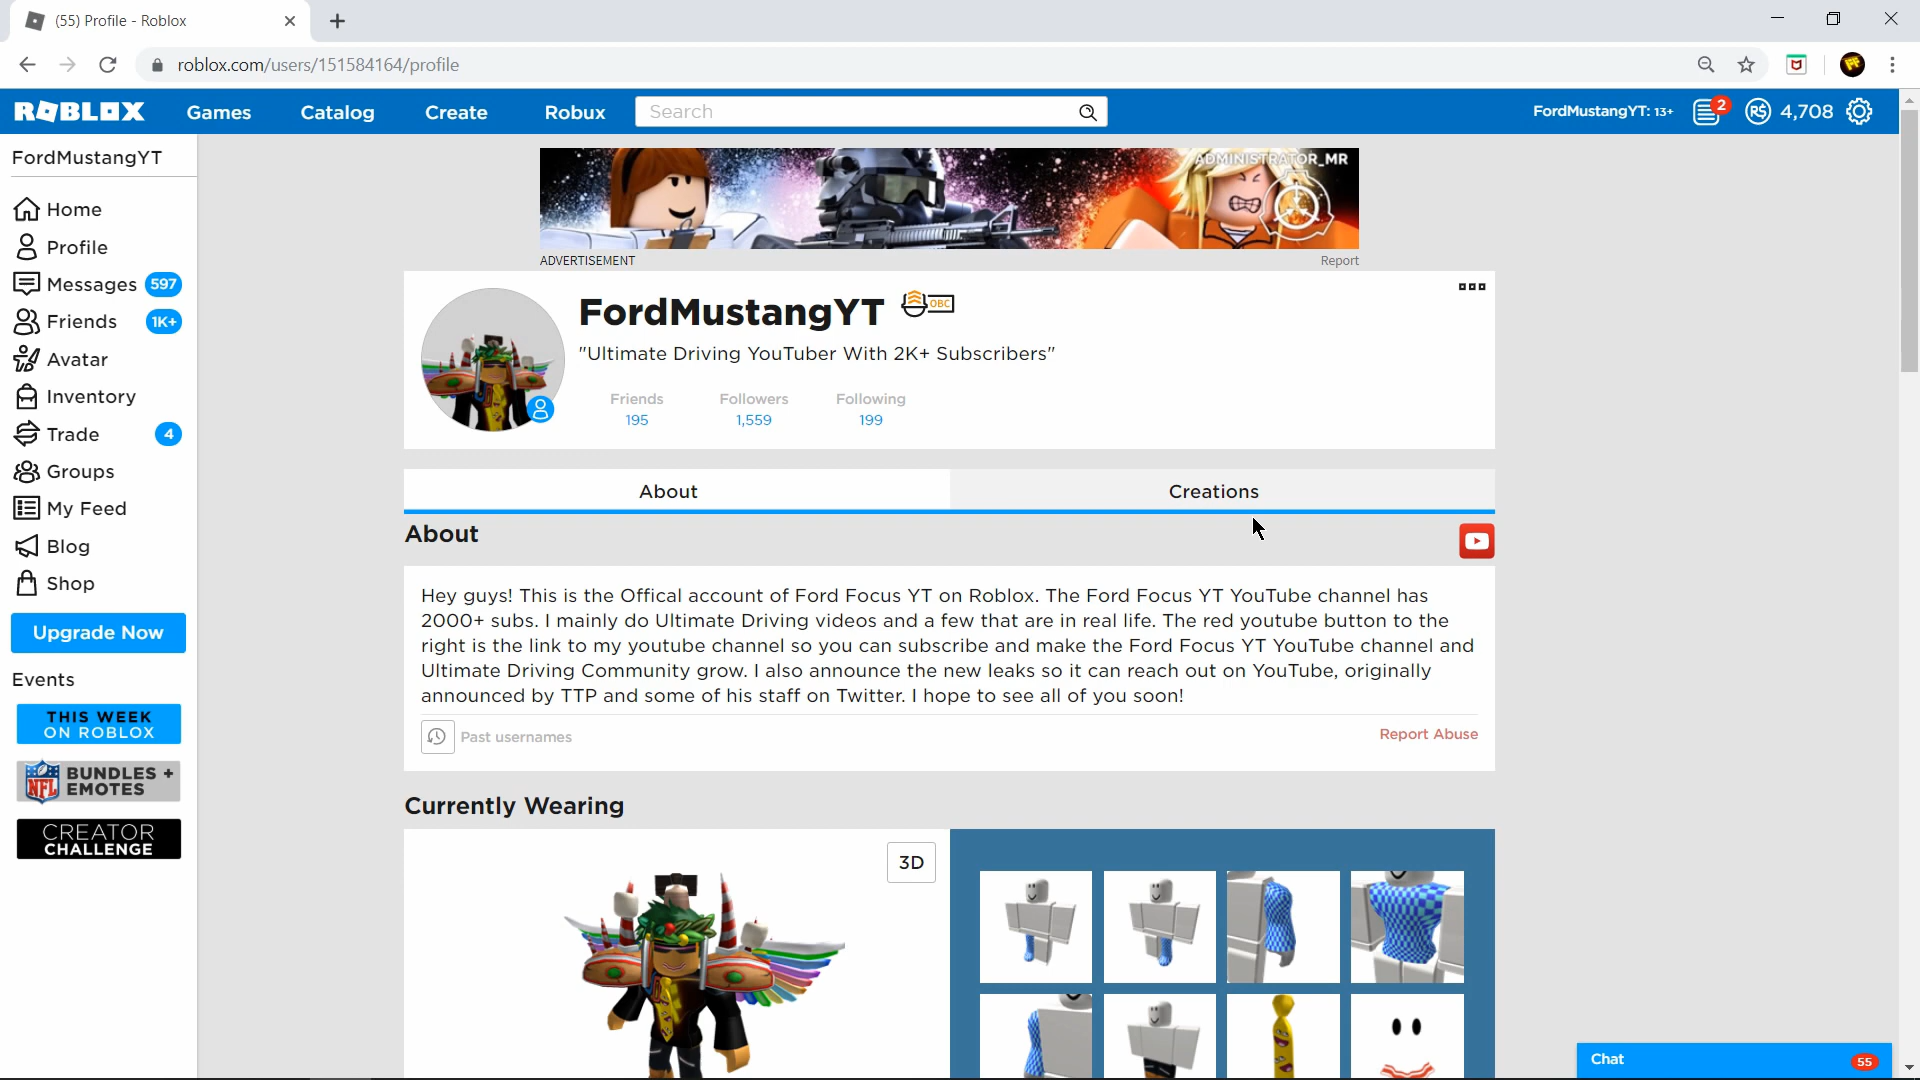 (55) Profile - Roblox
roblox.com/users/151584164/profile
ROBLOX
Games
Catalog
Create
Robux
Search
FordMustangYT: 13+
2
4,708
FordMustangYT
Home
Profile
Messages 597
Friends 1K+
Avatar
Inventory
Trade 4
Groups
My Feed
Blog
Shop
Upgrade Now
Events
THIS WEEK
ON ROBLOX
NFL BUNDLES +
EMOTES
CREATOR
CHALLENGE
ADMINISTRATOR_MR
ADVERTISEMENT
Report
FordMustangYT OBC
"Ultimate Driving YouTuber With 2K+ Subscribers"
Friends
195
Followers
1,559
Following
199
About
Creations
About
Hey guys! This is the Offical account of Ford Focus YT on Roblox. The Ford Focus YT YouTube channel has
2000+ subs. I mainly do Ultimate Driving videos and a few that are in real life. The red youtube button to the
right is the link to my youtube channel so you can subscribe and make the Ford Focus YT YouTube channel and
Ultimate Driving Community grow. I also announce the new leaks so it can reach out on YouTube, originally
announced by TTP and some of his staff on Twitter. I hope to see all of you soon!
Past usernames
Report Abuse
Currently Wearing
3D
Chat
55